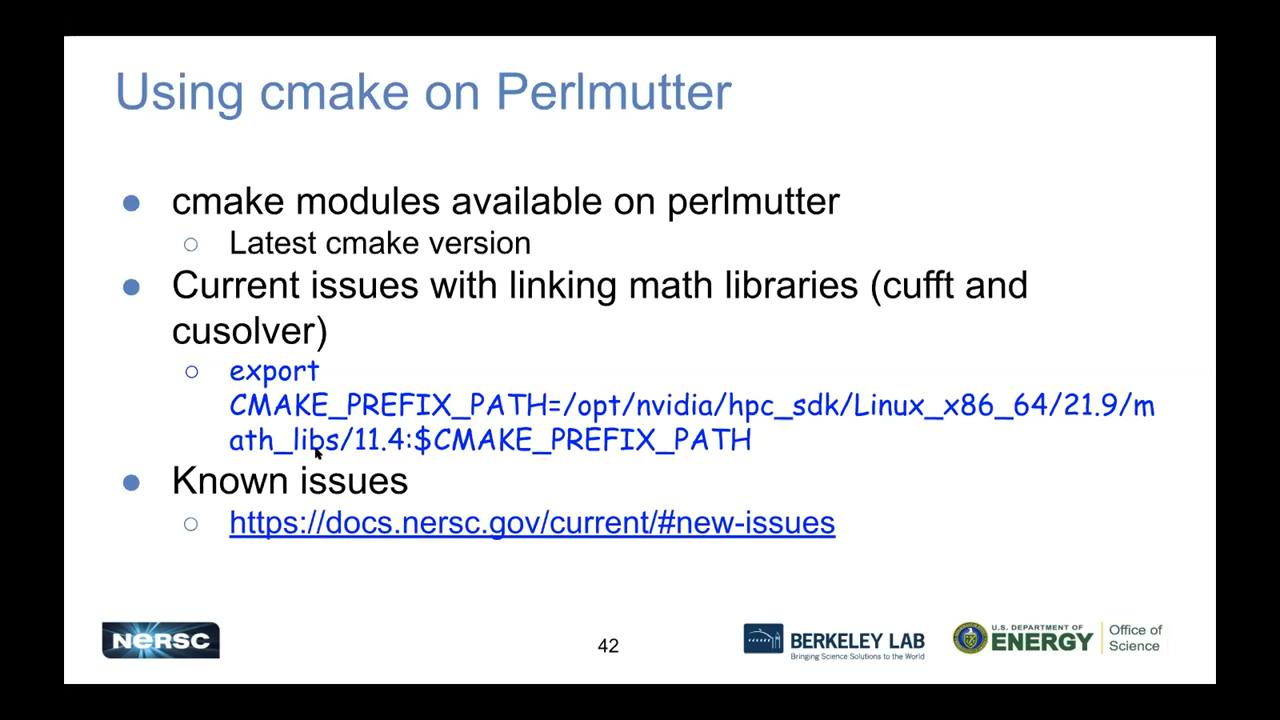 Using cmake on Perlmutter
cmake modules available on perlmutter
Latest cmake version
Current issues with linking math libraries (cufft and
cusolver)
export
CMAKE_PREFIX_PATH=/opt/nvidia/hpc_sdk/Linux_x86_64/21.9/m
ath_libs/11.4:$CMAKE_PREFIX_PATH
Known issues
https://docs.nersc.gov/current/#new-issues
NERSC
42
BERKELEY LAB
Bringing Science Solutions to the World
U.S. DEPARTMENT OF
ENERGY
Office of
Science